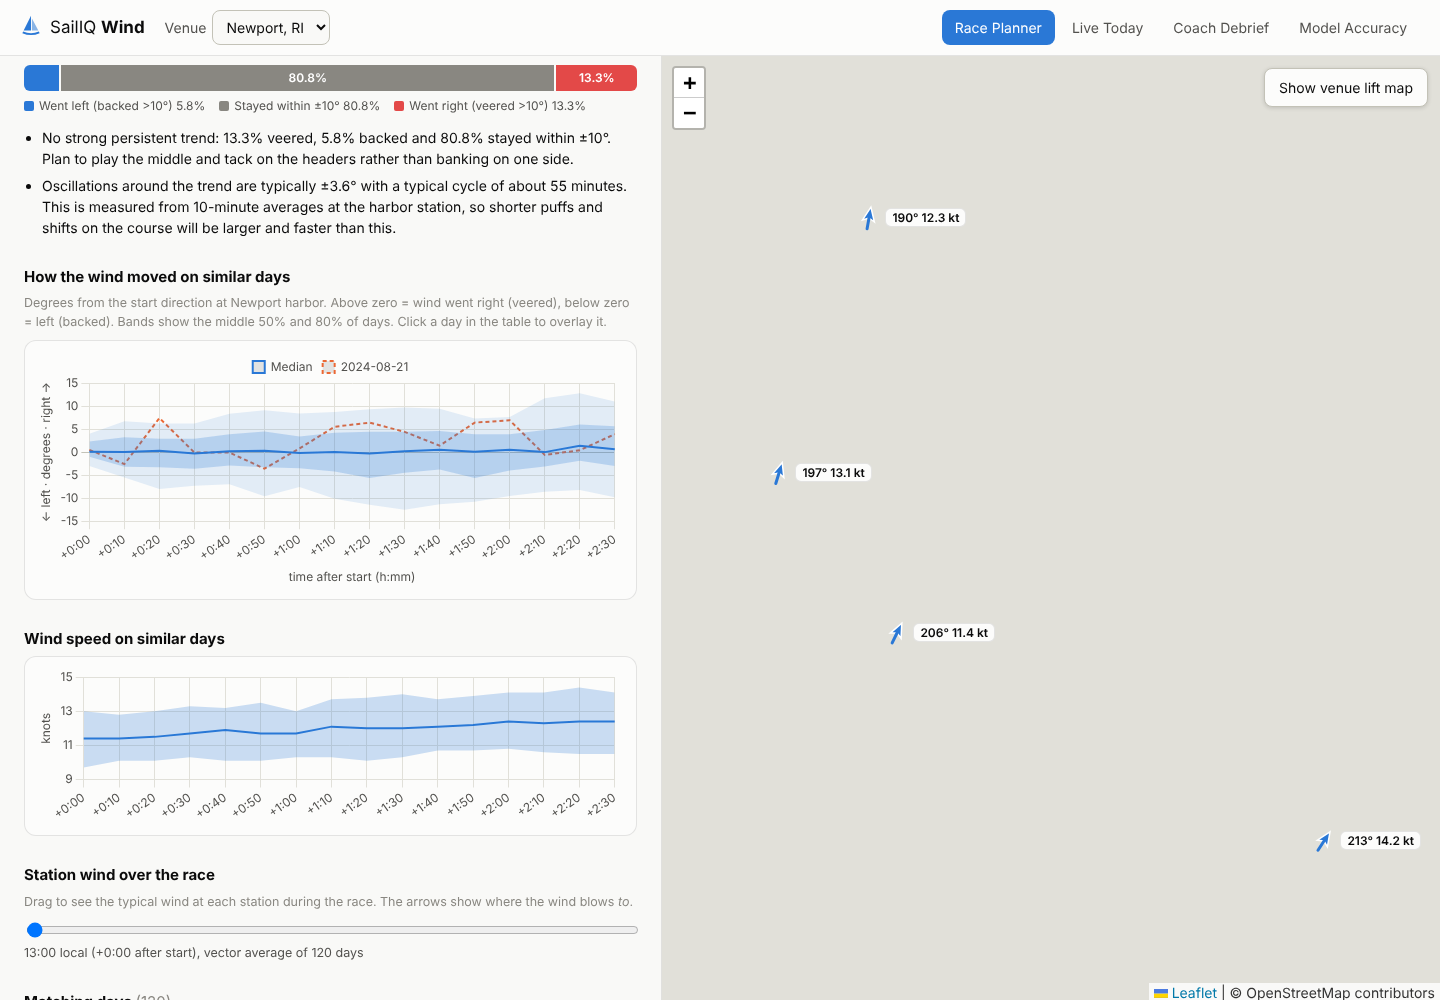 SailIQ Wind
Venue
Newport, RI
Race Planner
Live Today
Coach Debrief
Model Accuracy
80.8%
13.3%
Went left (backed >10°) 5.8%
Stayed within ±10° 80.8%
Went right (veered >10°) 13.3%
No strong persistent trend: 13.3% veered, 5.8% backed and 80.8% stayed within ±10°.
Plan to play the middle and tack on the headers rather than banking on one side.
Oscillations around the trend are typically ±3.6° with a typical cycle of about 55 minutes.
This is measured from 10-minute averages at the harbor station, so shorter puffs and
shifts on the course will be larger and faster than this.
How the wind moved on similar days
Degrees from the start direction at Newport harbor. Above zero = wind went right (veered), below zero
= left (backed). Bands show the middle 50% and 80% of days. Click a day in the table to overlay it.
Median
2024-08-21
← left · degrees · right →
15
10
5
0
-5
-10
-15
+0:00
+0:10
+0:20
+0:30
+0:40
+0:50
+1:00
+1:10
+1:20
+1:30
+1:40
+1:50
+2:00
+2:10
+2:20
+2:30
time after start (h:mm)
Wind speed on similar days
knots
15
13
11
9
+0:00
+0:10
+0:20
+0:30
+0:40
+0:50
+1:00
+1:10
+1:20
+1:30
+1:40
+1:50
+2:00
+2:10
+2:20
+2:30
Station wind over the race
Drag to see the typical wind at each station during the race. The arrows show where the wind blows to.
13:00 local (+0:00 after start), vector average of 120 days
Matching days (120)
+
−
Show venue lift map
190° 12.3 kt
197° 13.1 kt
206° 11.4 kt
213° 14.2 kt
Leaflet | © OpenStreetMap contributors